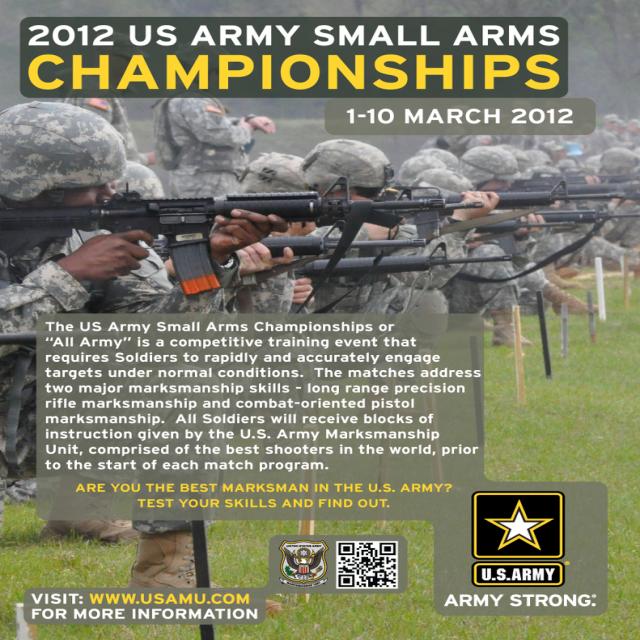 2012 US ARMY SMALL ARMS
CHAMPIONSHIPS
1-10 MARCH 2012
The US Army Small Arms Championships or
“All Army” is a competitive training event that
requires Soldiers to rapidly and accurately engage
targets under normal conditions. The matches address
two major marksmanship skills - long range precision
rifle marksmanship and combat-oriented pistol
marksmanship. All Soldiers will receive blocks of
instruction given by the U.S. Army Marksmanship
Unit, comprised of the best shooters in the world, prior
to the start of each match program.
ARE YOU THE BEST MARKSMAN IN THE U.S. ARMY?
TEST YOUR SKILLS AND FIND OUT.
U.S.ARMY
ARMY STRONG.
VISIT: WWW.USAMU.COM
FOR MORE INFORMATION